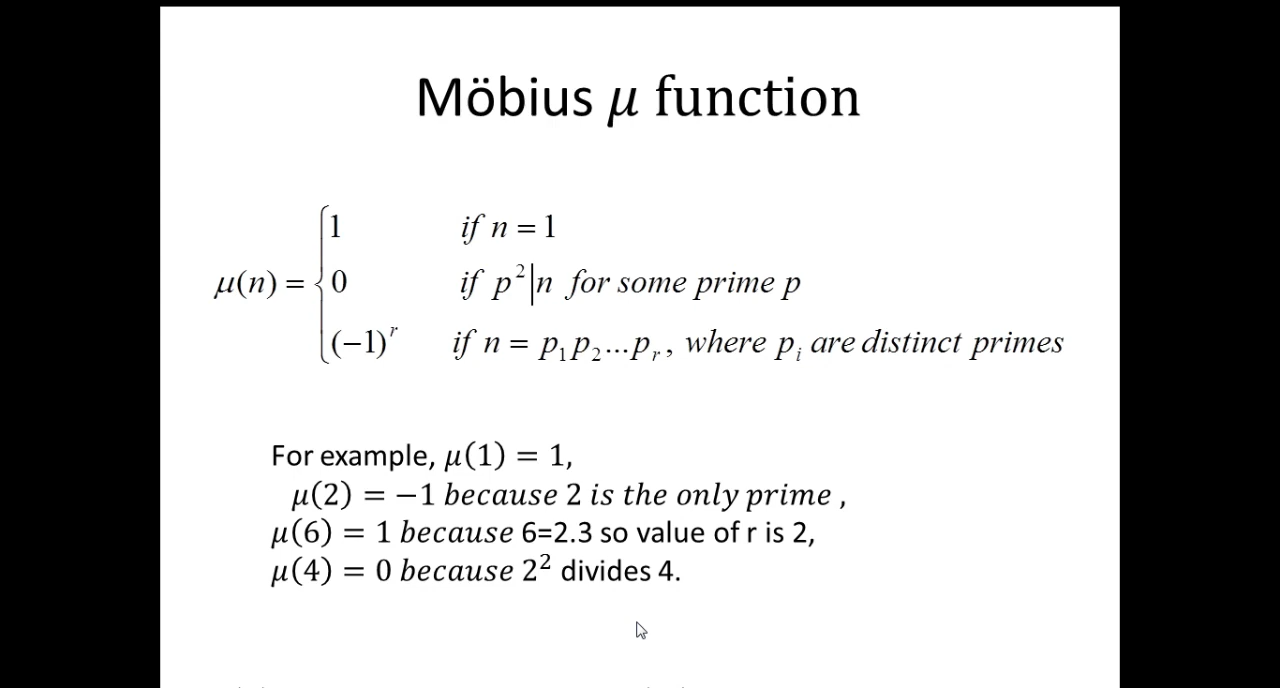 Möbius μ function
μ(n) = { 1 if n = 1
0 if p²|n for some prime p
(−1)ʳ if n = p₁p₂...pᵣ, where pᵢ are distinct primes
For example, μ(1) = 1,
μ(2) = −1 because 2 is the only prime ,
μ(6) = 1 because 6=2.3 so value of r is 2,
μ(4) = 0 because 2² divides 4.